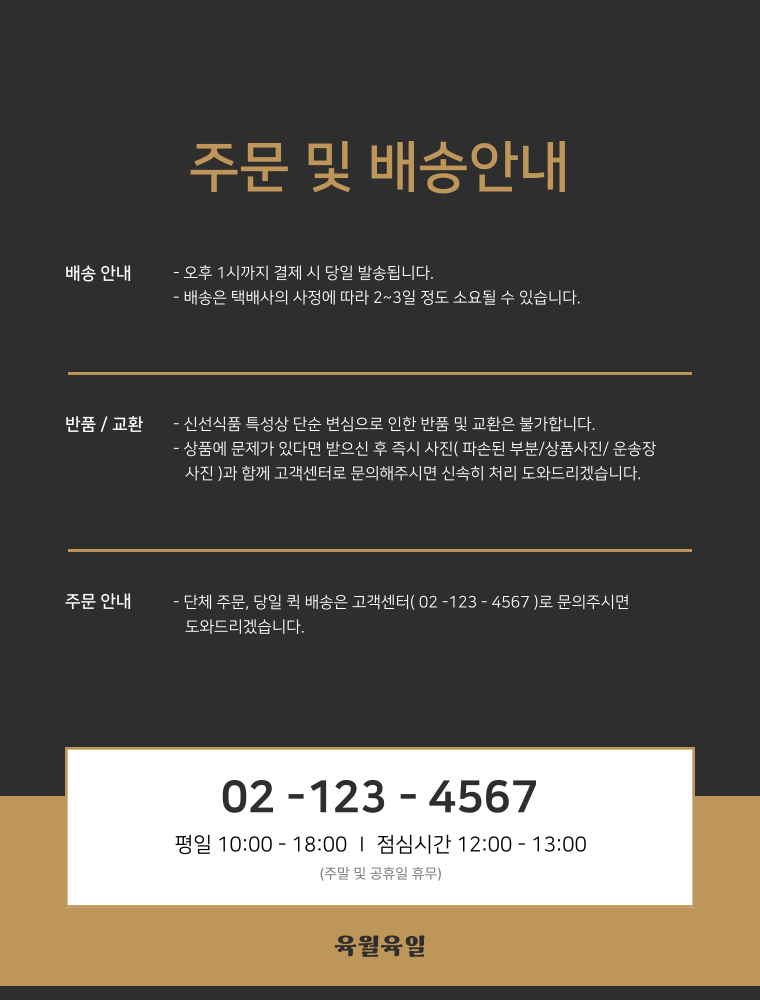 주문 및 배송안내
배송 안내
- 오후 1시까지 결제 시 당일 발송됩니다.
- 배송은 택배사의 사정에 따라 2~3일 정도 소요될 수 있습니다.
반품 / 교환
- 신선식품 특성상 단순 변심으로 인한 반품 및 교환은 불가합니다.
- 상품에 문제가 있다면 받으신 후 즉시 사진( 파손된 부분/상품사진/ 운송장
사진 )과 함께 고객센터로 문의해주시면 신속히 처리 도와드리겠습니다.
주문 안내
- 단체 주문, 당일 퀵 배송은 고객센터( 02 -123 - 4567 )로 문의주시면
도와드리겠습니다.
02 -123 - 4567
평일 10:00 - 18:00 ㅣ 점심시간 12:00 - 13:00
(주말 및 공휴일 휴무)
육월육일